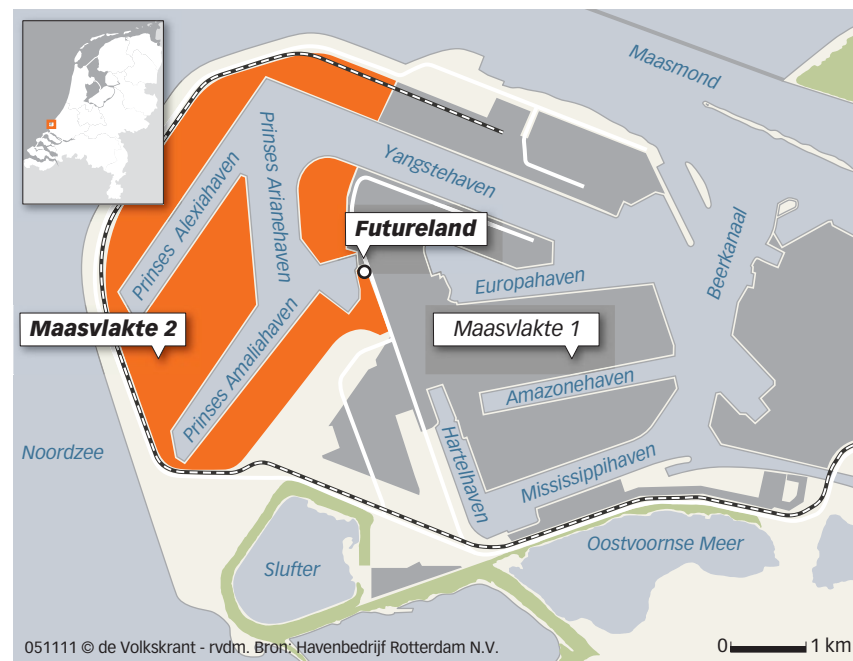 Maasmond
Prinses Alexiahaven
Prinses Arianehaven
Yangstehaven
Futureland
Beerkanaal
Europahaven
Maasvlakte 2
Maasvlakte 1
Prinses Amaliahaven
Amazonehaven
Noordzee
Hartelhaven
Mississippihaven
Oostvoornse Meer
Slufter
051111 © de Volkskrant - rvdm. Bron: Havenbedrijf Rotterdam N.V.
0 1 km